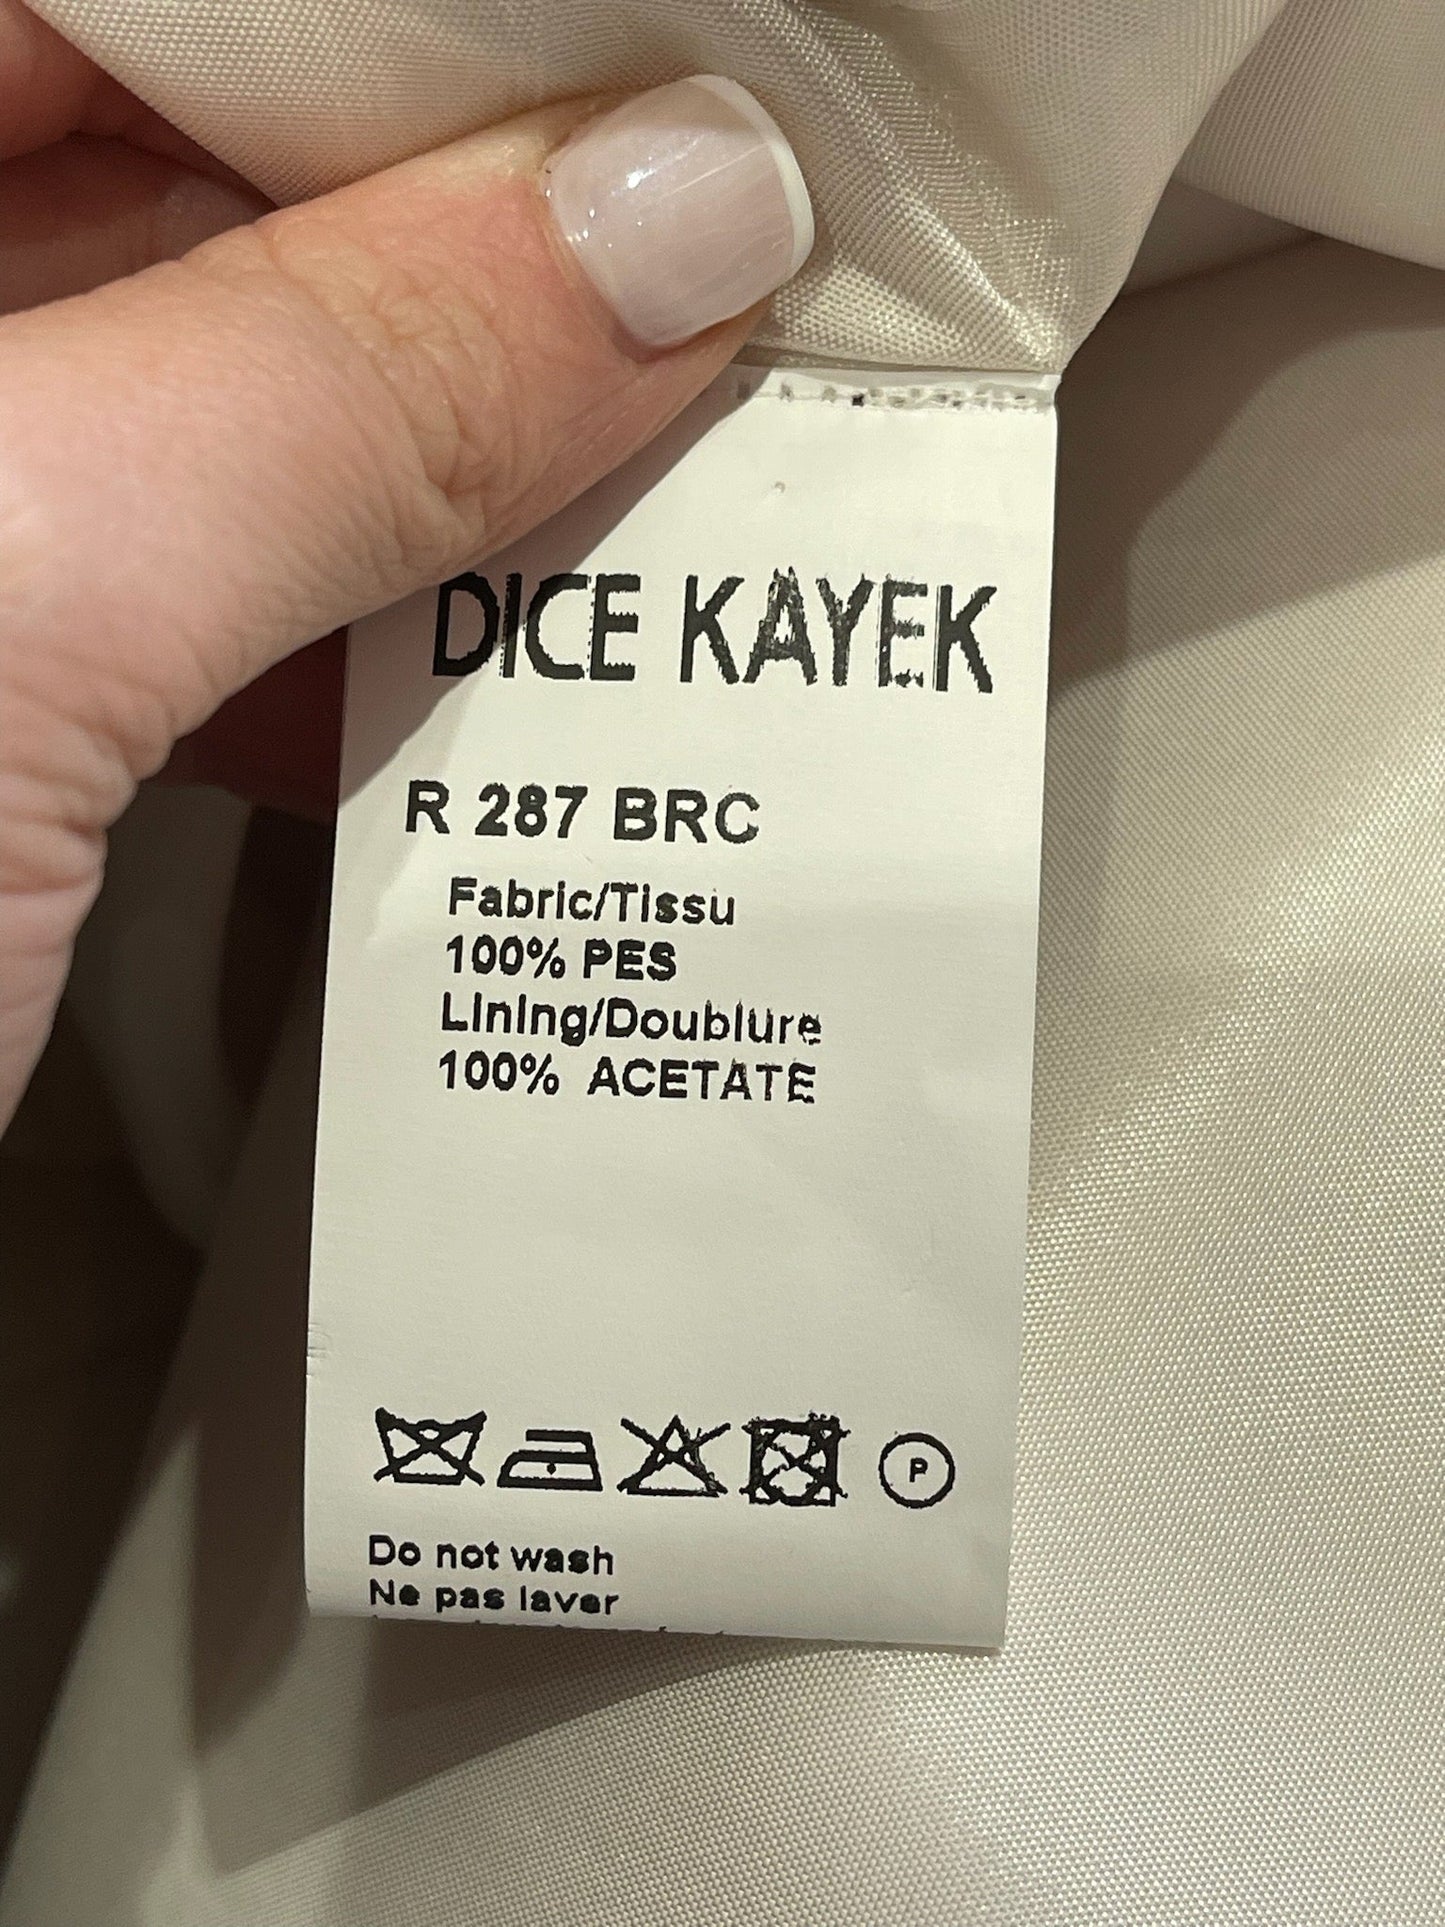 DICE KAYEK
R 287 BRC
Fabric/Tissu
100% PES
Lining/Doublure
100% ACETATE
P
Do not wash
Ne pas laver